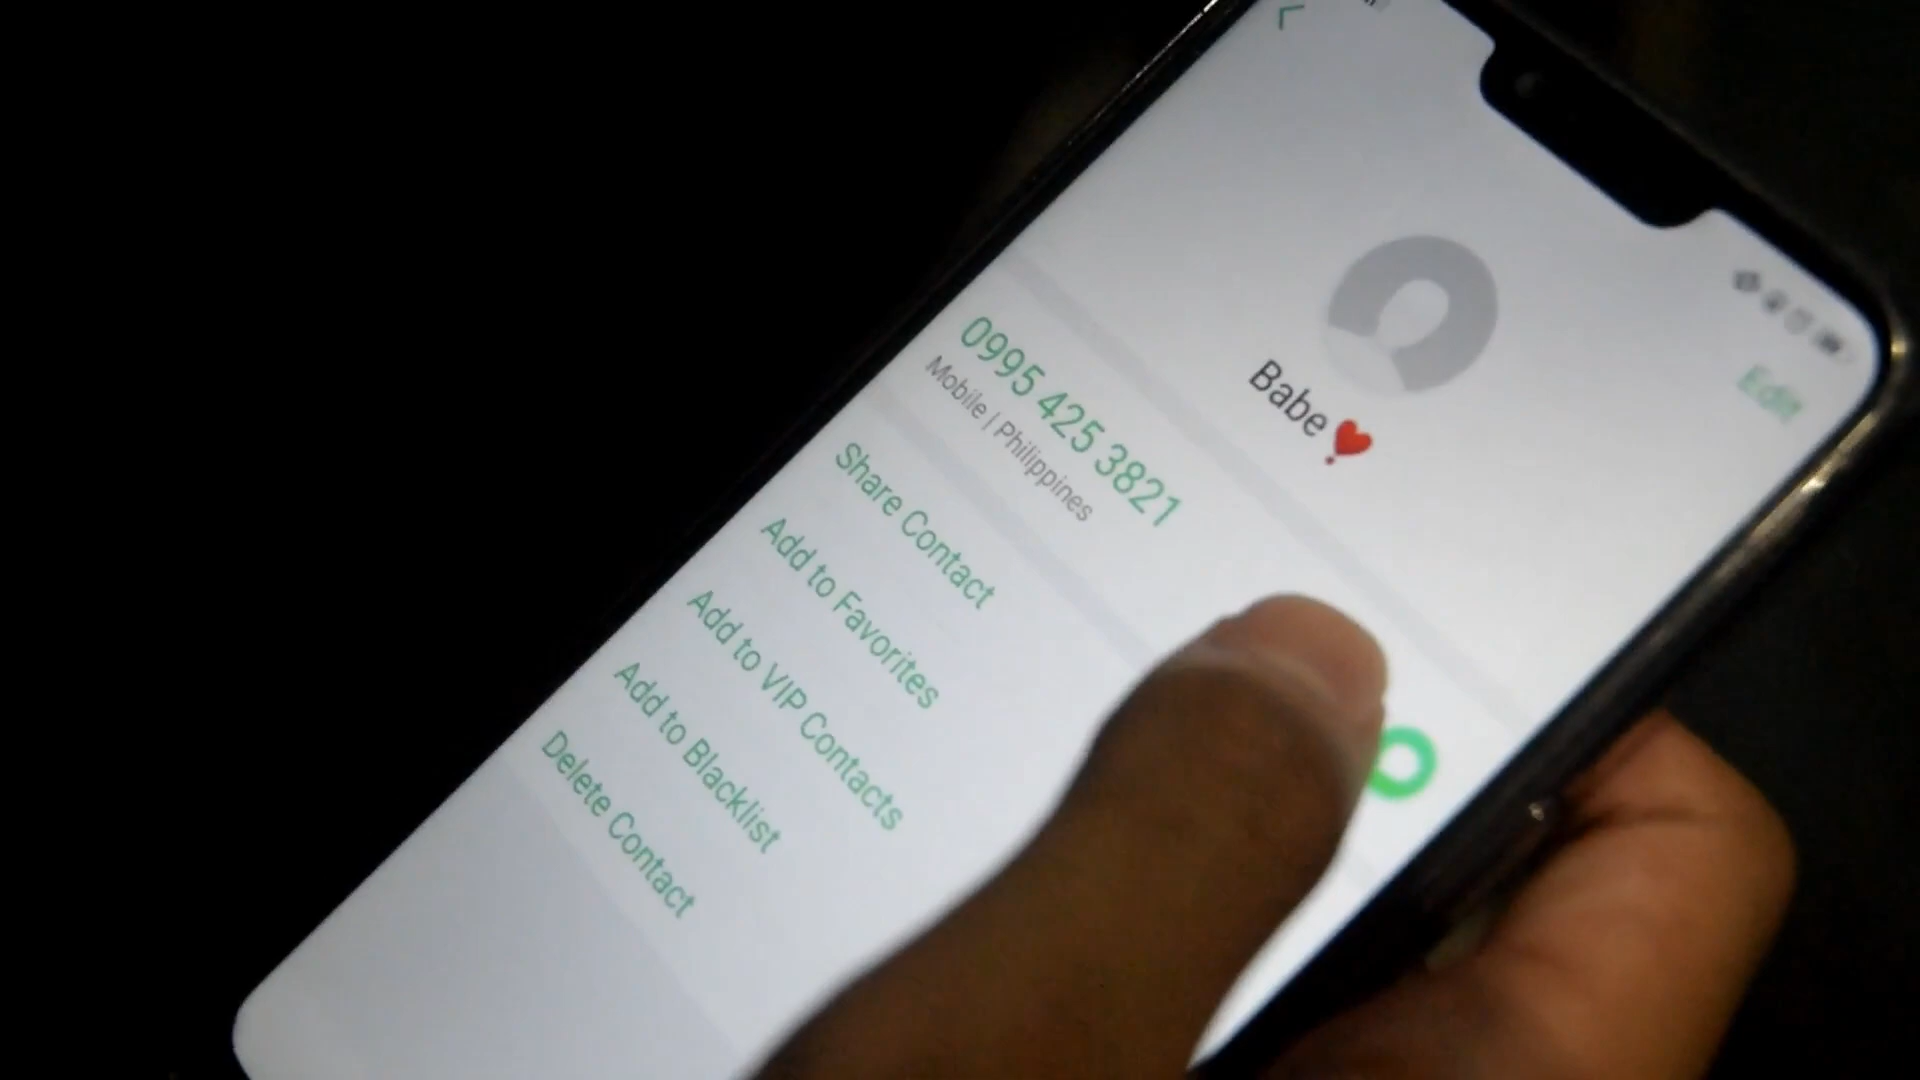 Edit
Babe❣
0995 425 3821
Mobile | Philippines
Share Contact
Add to Favorites
Add to VIP Contacts
Add to Blacklist
Delete Contact